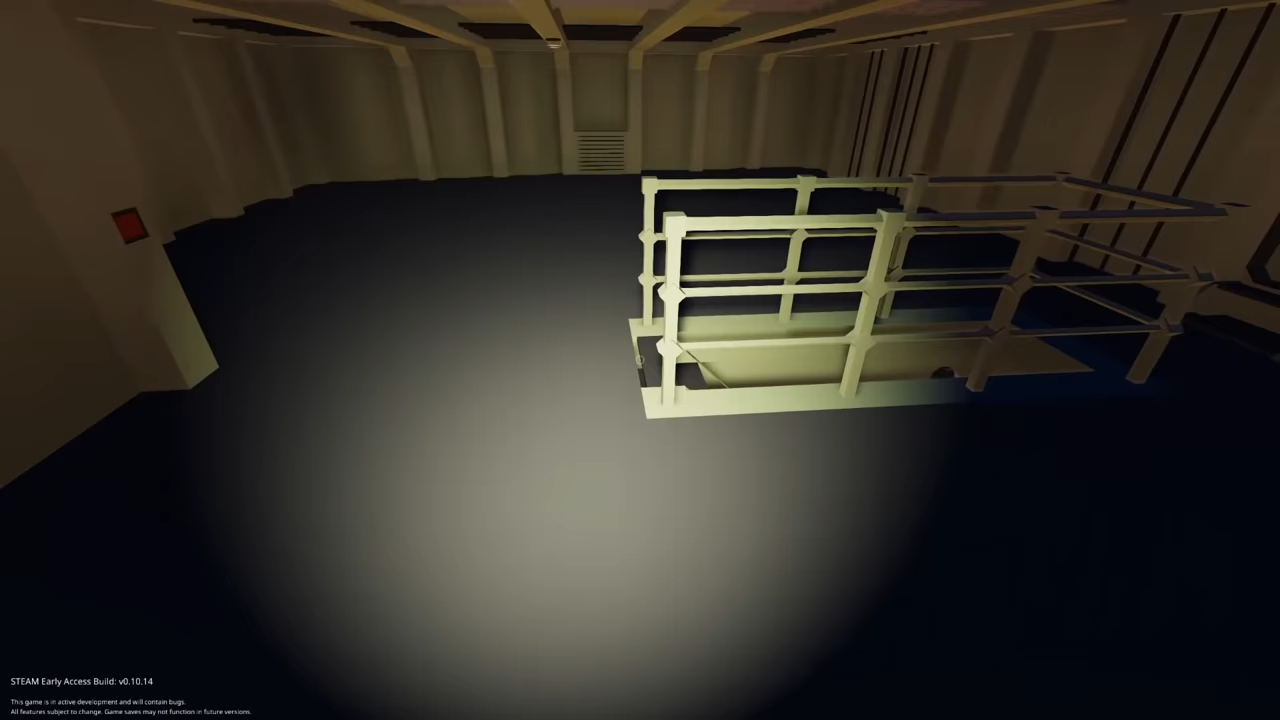 STEAM Early Access Build: v0.10.14
This game is in active development and will contain bugs.
All features subject to change. Game saves may not function in future versions.